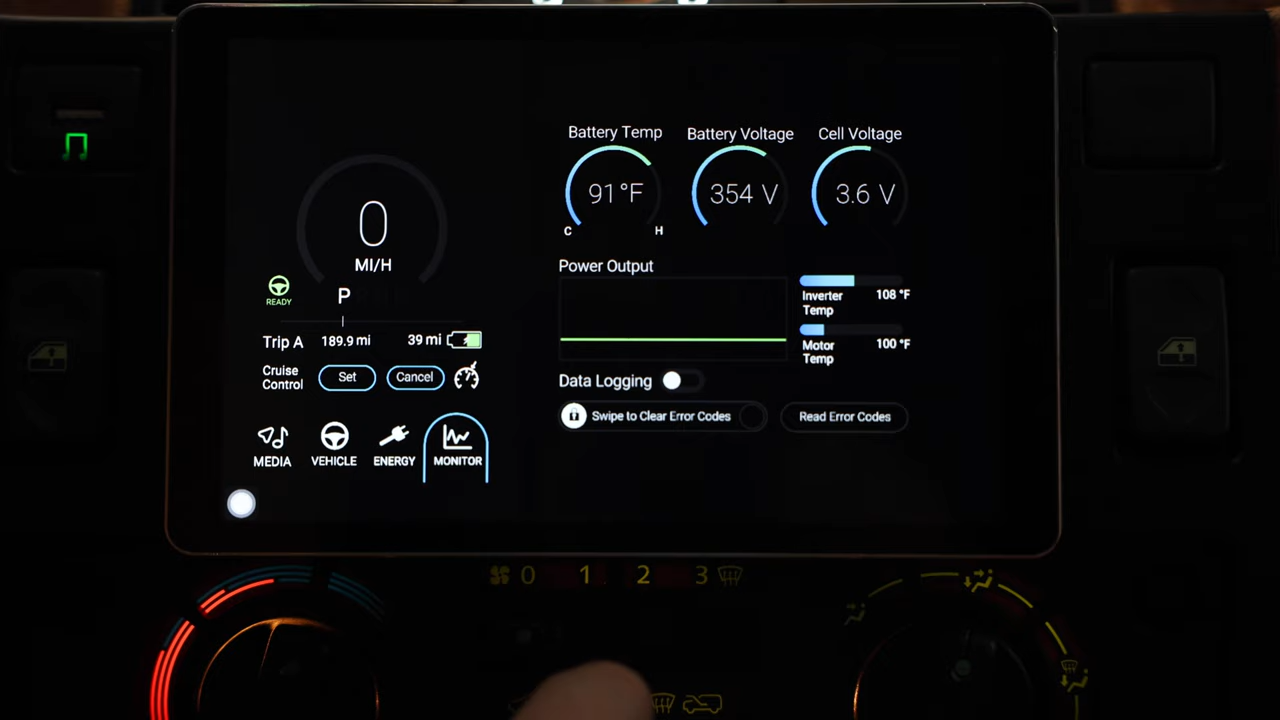 0
MI/H
READY
P
Trip A 189.9 mi 39 mi
Cruise Control Set Cancel
MEDIA VEHICLE ENERGY MONITOR
Battery Temp Battery Voltage Cell Voltage
91°F 354 V 3.6 V
C H
Power Output
Inverter Temp 108 °F
Motor Temp 100 °F
Data Logging
Swipe to Clear Error Codes Read Error Codes
0 1 2 3